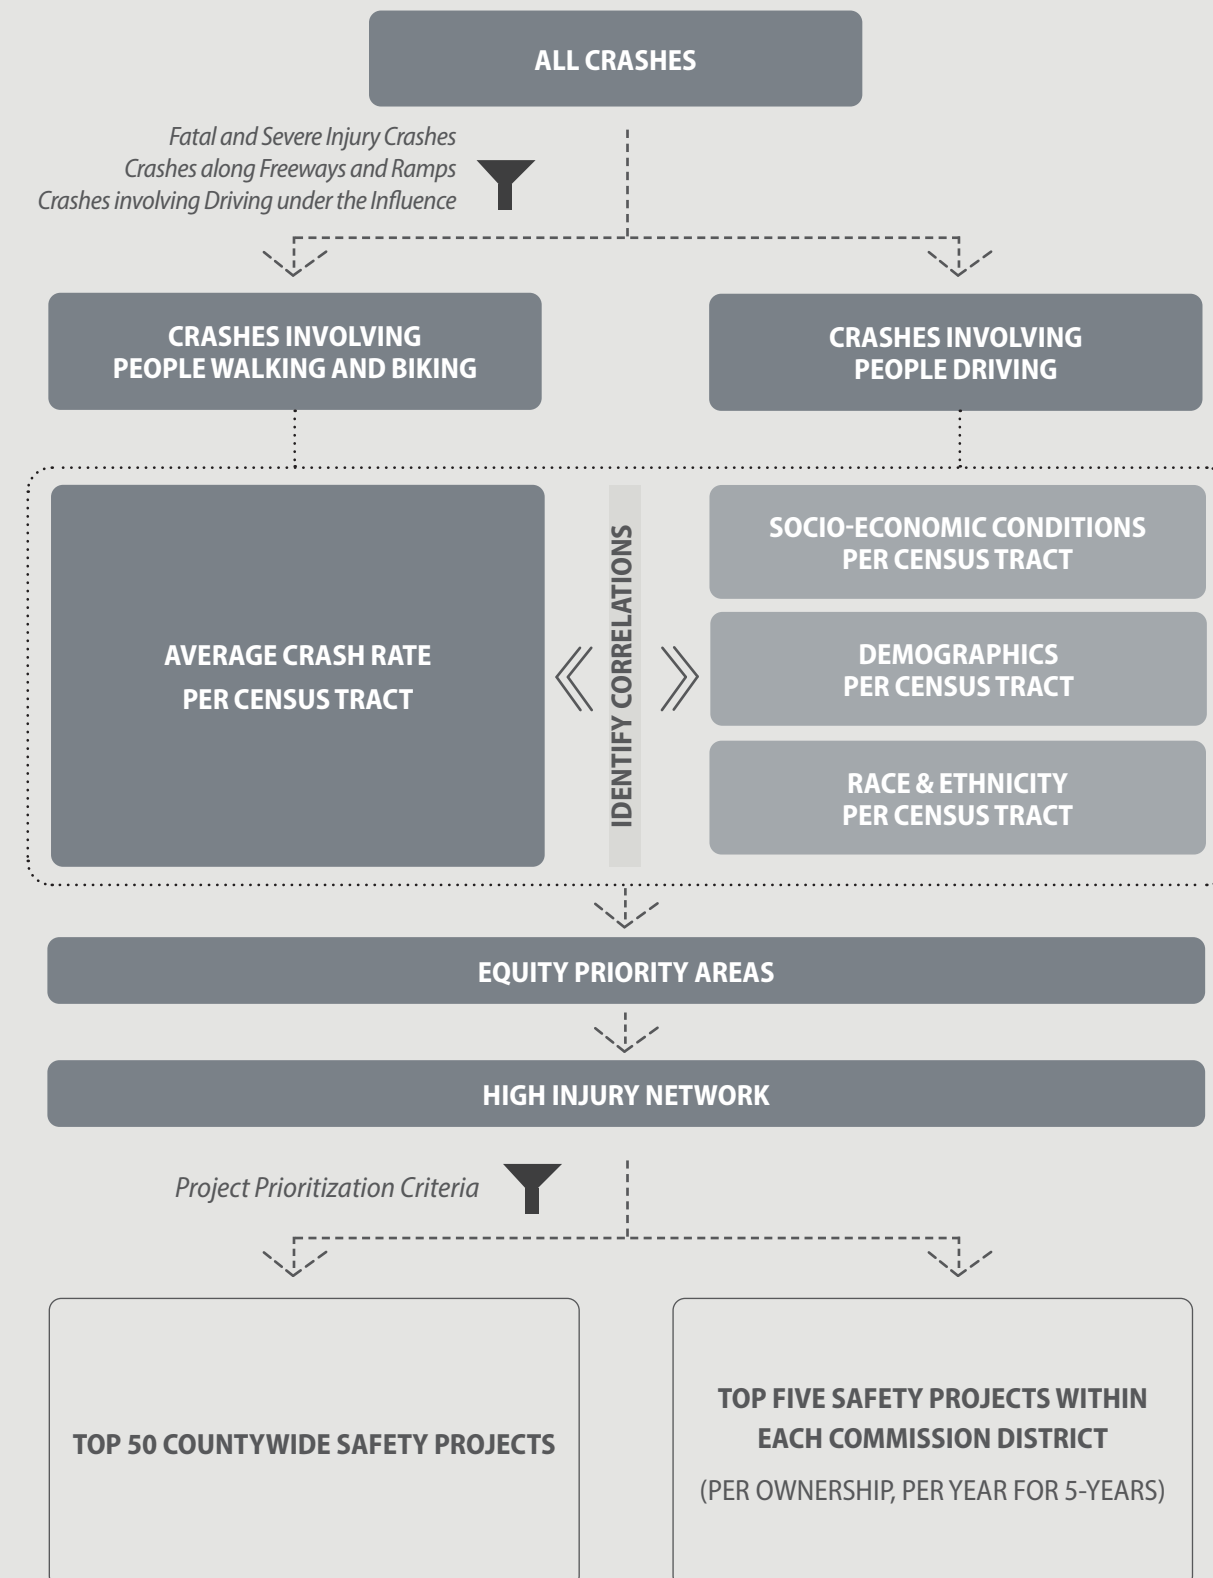 ALL CRASHES
Fatal and Severe Injury Crashes
Crashes along Freeways and Ramps
Crashes involving Driving under the Influence
CRASHES INVOLVING
PEOPLE WALKING AND BIKING
CRASHES INVOLVING
PEOPLE DRIVING
AVERAGE CRASH RATE
PER CENSUS TRACT
IDENTIFY CORRELATIONS
SOCIO-ECONOMIC CONDITIONS
PER CENSUS TRACT
DEMOGRAPHICS
PER CENSUS TRACT
RACE & ETHNICITY
PER CENSUS TRACT
EQUITY PRIORITY AREAS
HIGH INJURY NETWORK
Project Prioritization Criteria
TOP 50 COUNTYWIDE SAFETY PROJECTS
TOP FIVE SAFETY PROJECTS WITHIN
EACH COMMISSION DISTRICT
(PER OWNERSHIP, PER YEAR FOR 5-YEARS)